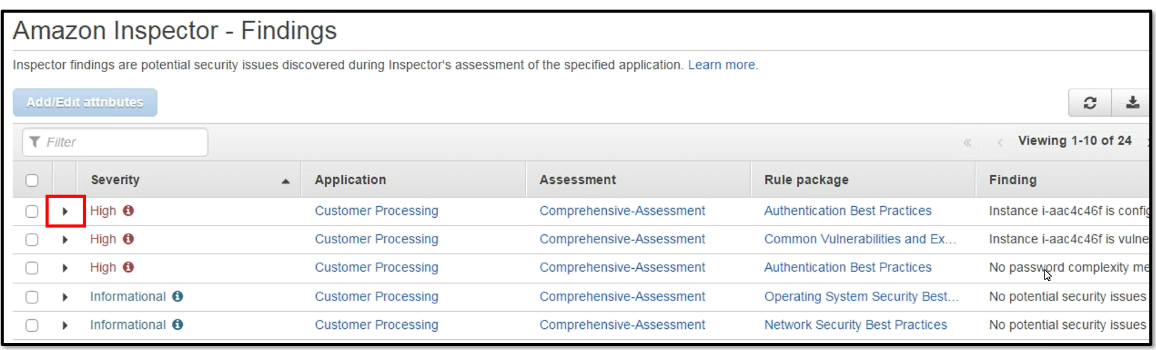 Amazon Inspector - Findings
Inspector findings are potential security issues discovered during Inspector's assessment of the specified application. Learn more.
Add/Edit attributes
Filter
Viewing 1-10 of 24
Severity Application Assessment Rule package Finding
High Customer Processing Comprehensive-Assessment Authentication Best Practices Instance i-aac4c46f is
High Customer Processing Comprehensive-Assessment Common Vulnerabilities and Ex... Instance i-aac4c46f is
High Customer Processing Comprehensive-Assessment Authentication Best Practices No password complexity
Informational Customer Processing Comprehensive-Assessment Operating System Security Best... No potential security issues
Informational Customer Processing Comprehensive-Assessment Network Security Best Practices No potential security issues